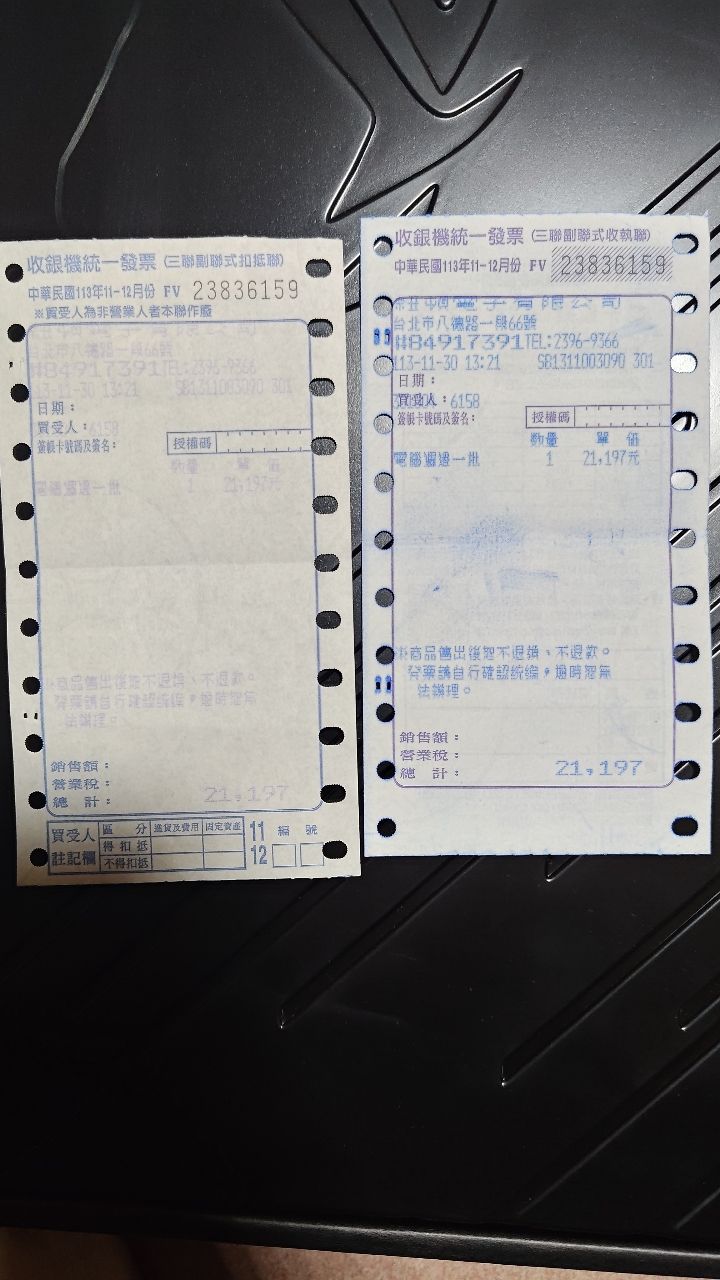 收銀機統一發票 (三聯副聯式扣抵聯)
中華民國113年11-12月份 FV 23836159
※買受人為非營業人者本聯作廢
台北市八德路一段66號
#84917391TEL:2396-9366
113-11-30 13:21 SB1311003090 301
日期：
買受人：6158
簽帳卡號碼及簽名：
授權碼
數量 單 價
電腦週邊一批 1 21,197元
※商品售出後恕不退換、不退款。
發票請自行確認統編，過時恕無
法辦理。
銷售額：
營業稅：
總 計： 21,197
買受人註記欄
區 分 進貨及費用 固定資產
得扣抵
不得扣抵
11 12 編 號
收銀機統一發票 (三聯副聯式收執聯)
中華民國113年11-12月份 FV 23836159
電子有限公司
台北市八德路一段66號
#84917391TEL:2396-9366
113-11-30 13:21 SB1311003090 301
日期：
買受人：6158
簽帳卡號碼及簽名：
授權碼
數量 單 價
電腦週邊一批 1 21,197元
※商品售出後恕不退換、不退款。
發票請自行確認統編，過時恕無
法辦理。
銷售額：
營業稅：
總 計： 21,197